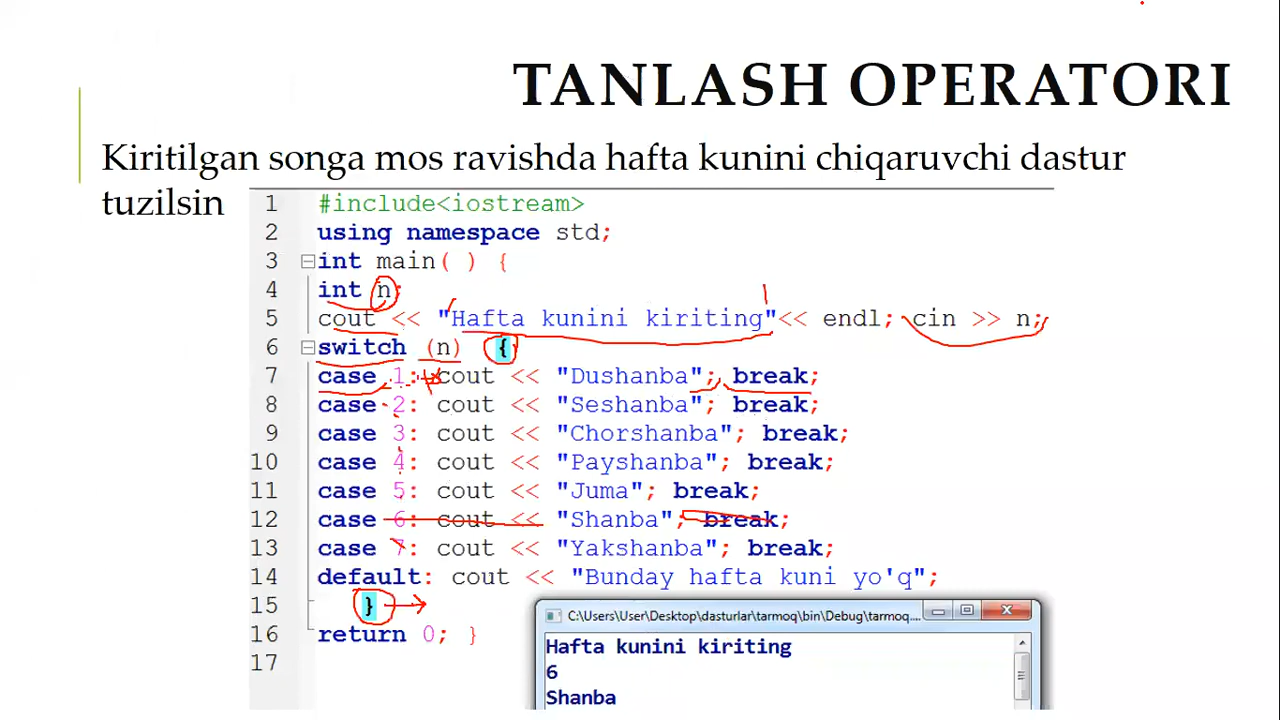 TANLASH OPERATORI
Kiritilgan songa mos ravishda hafta kunini chiqaruvchi dastur
tuzilsin
1 #include<iostream>
2 using namespace std;
3 int main( ) {
4 int n;
5 cout << "Hafta kunini kiriting"<< endl; cin >> n;
6 switch (n) {
7 case 1: cout << "Dushanba"; break;
8 case 2: cout << "Seshanba"; break;
9 case 3: cout << "Chorshanba"; break;
10 case 4: cout << "Payshanba"; break;
11 case 5: cout << "Juma"; break;
12 case 6: cout << "Shanba"; break;
13 case 7: cout << "Yakshanba"; break;
14 default: cout << "Bunday hafta kuni yo'q";
15 }
16 return 0; }
17
C:\Users\User\Desktop\dasturlar\tarmoq\bin\Debug\tarmoq....
Hafta kunini kiriting
6
Shanba